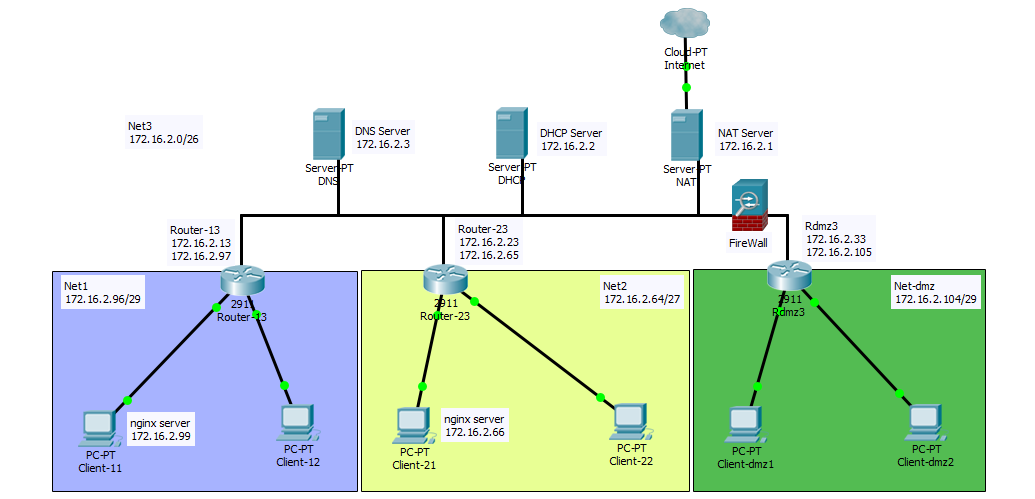 Cloud-PT
Internet
Net3
172.16.2.0/26
DNS Server
172.16.2.3
Server-PT
DNS
DHCP Server
172.16.2.2
Server-PT
DHCP
NAT Server
172.16.2.1
Server-PT
NAT
FireWall
Router-13
172.16.2.13
172.16.2.97
Router-23
172.16.2.23
172.16.2.65
Rdmz3
172.16.2.33
172.16.2.105
Net1
172.16.2.96/29
2911
Router-13
2911
Router-23
Net2
172.16.2.64/27
2911
Rdmz3
Net-dmz
172.16.2.104/29
nginx server
172.16.2.99
PC-PT
Client-11
PC-PT
Client-12
nginx server
172.16.2.66
PC-PT
Client-21
PC-PT
Client-22
PC-PT
Client-dmz1
PC-PT
Client-dmz2